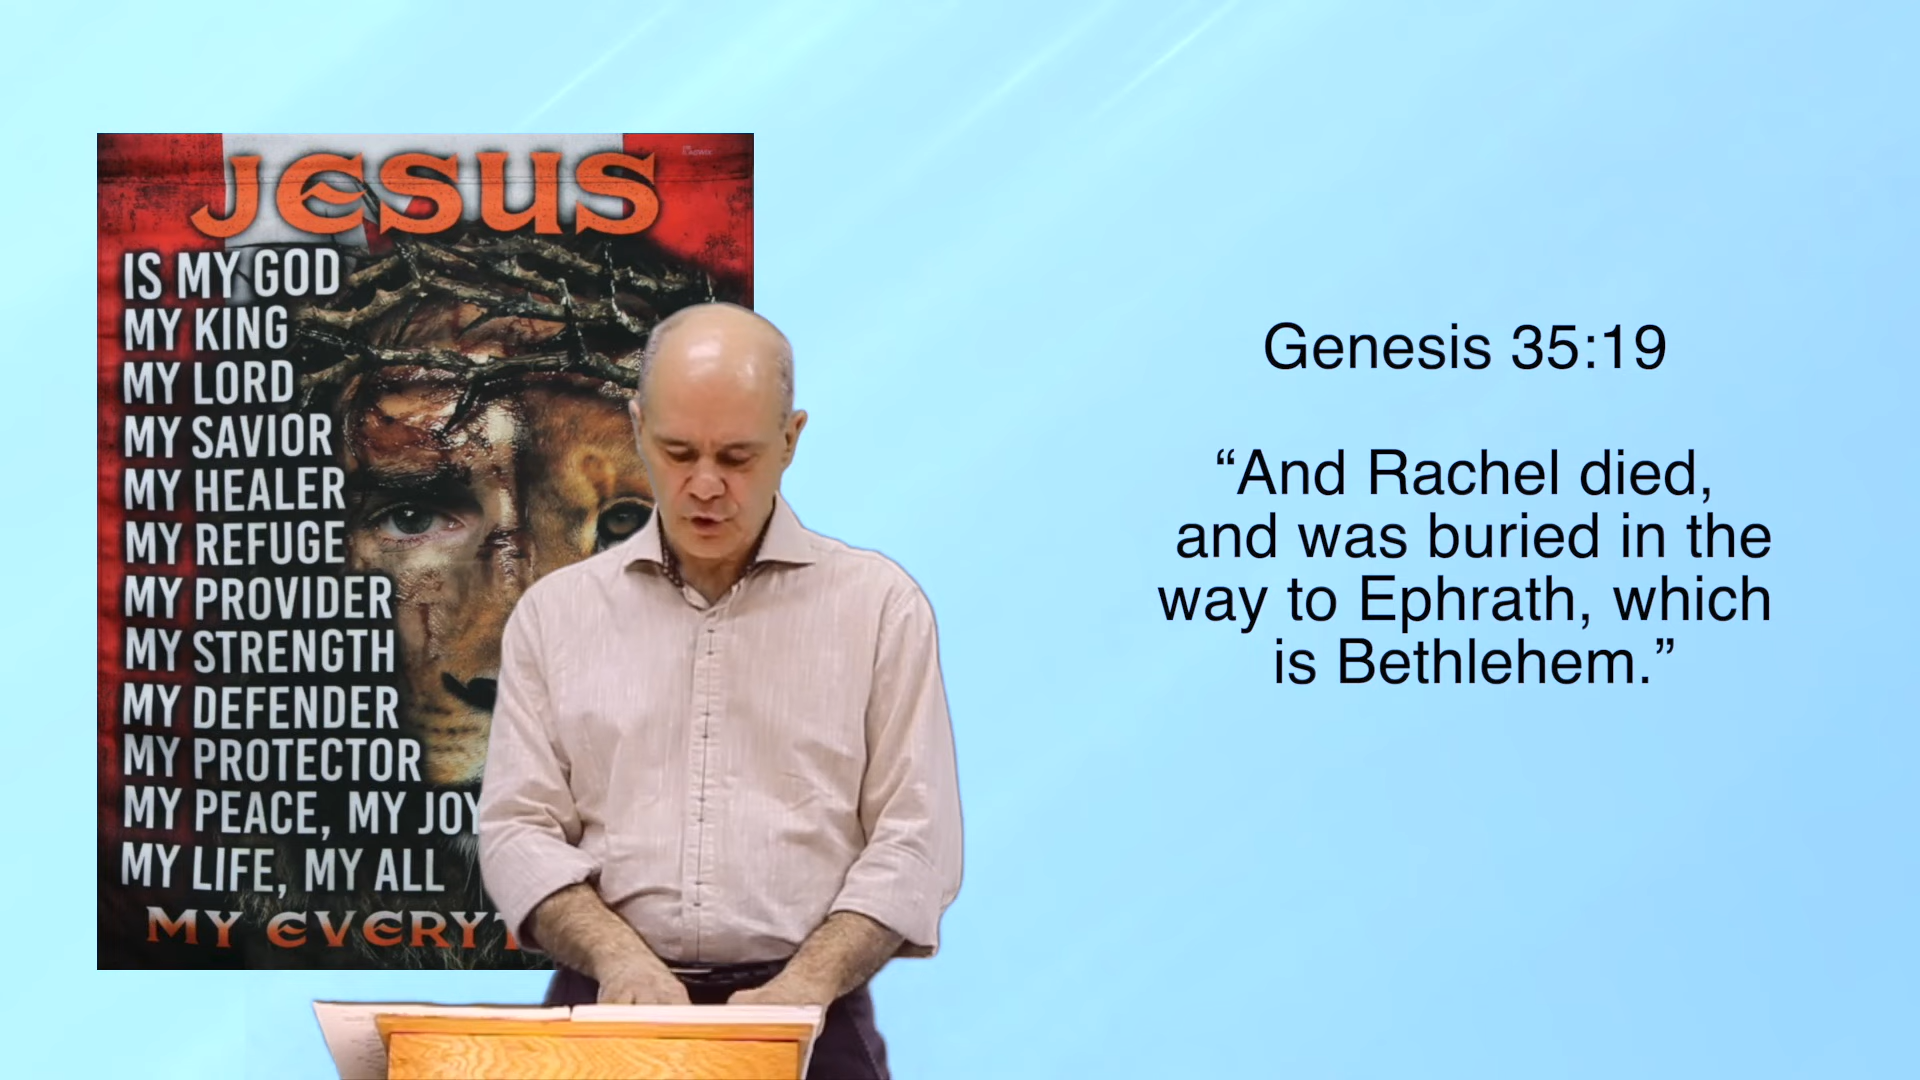 JESUS
IS MY GOD
MY KING
MY LORD
MY SAVIOR
MY HEALER
MY REFUGE
MY PROVIDER
MY STRENGTH
MY DEFENDER
MY PROTECTOR
MY PEACE, MY JOY
MY LIFE, MY ALL
MY
Genesis 35:19
“And Rachel died,
and was buried in the
way to Ephrath, which
is Bethlehem.”